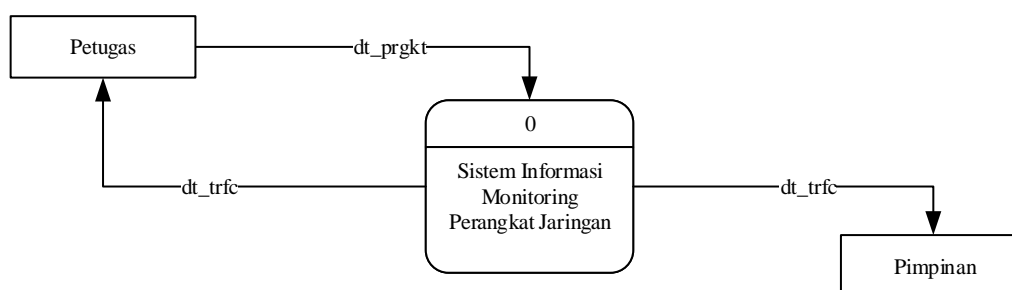 Petugas
dt_prgkt
0
Sistem Informasi
Monitoring
Perangkat Jaringan
dt_trfc
dt_trfc
Pimpinan